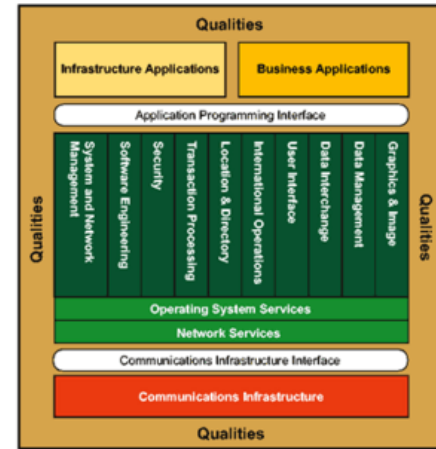 Qualities
Infrastructure Applications
Business Applications
Application Programming Interface
Qualities
System and Network
Management
Software Engineering
Security
Transaction Processing
Location & Directory
International Operations
User Interface
Data Interchange
Data Management
Graphics & Image
Qualities
Operating System Services
Network Services
Communications Infrastructure Interface
Communications Infrastructure
Qualities